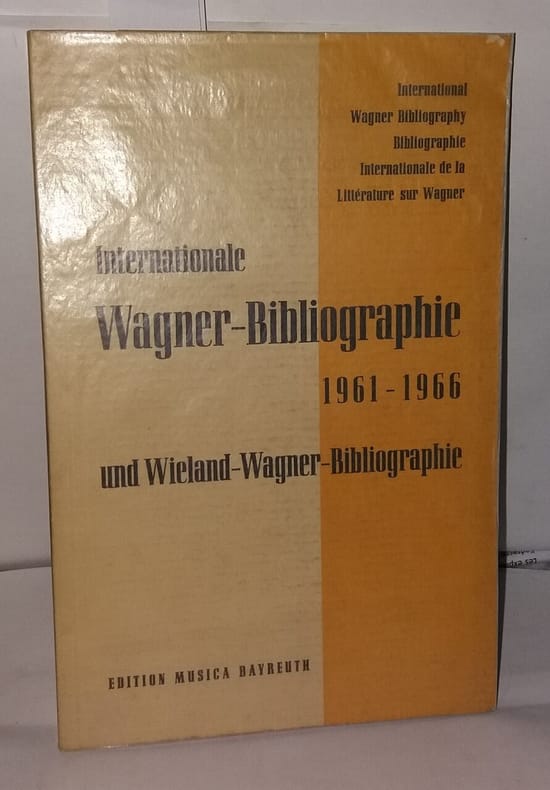 International
Wagner Bibliography
Bibliographie
Internationale de la
Littérature sur Wagner
Internationale
Wagner-Bibliographie
1961-1966
und Wieland-Wagner-Bibliographie
EDITION MUSICA BAYREUTH